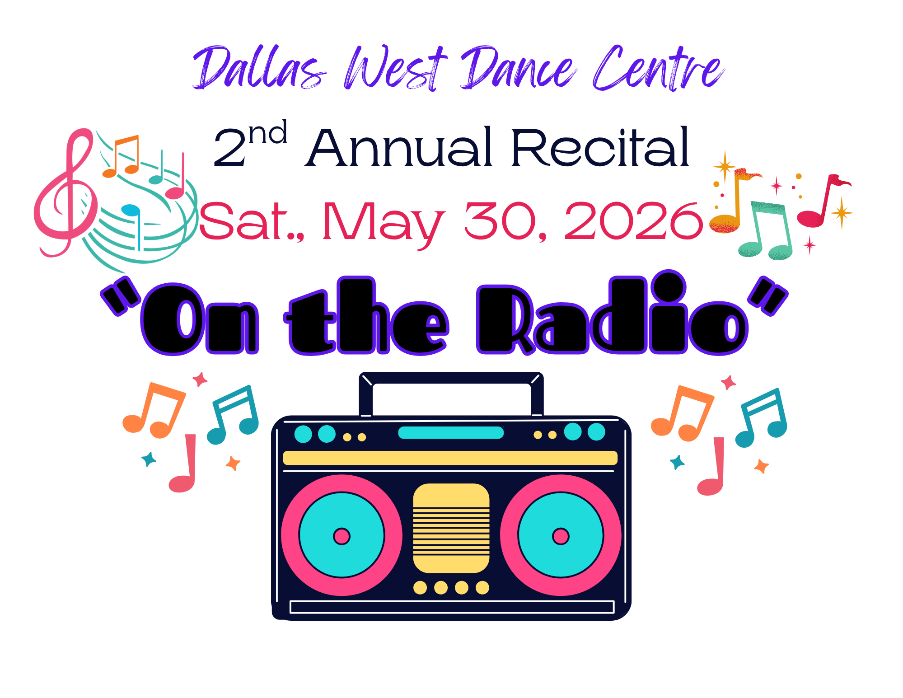 Dallas West Dance Centre
2nd Annual Recital
Sat., May 30, 2026
"On the Radio"